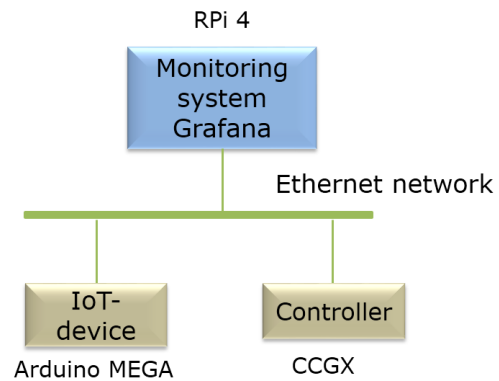 RPi 4
Monitoring
system
Grafana
Ethernet network
IoT-
device
Controller
Arduino MEGA
CCGX